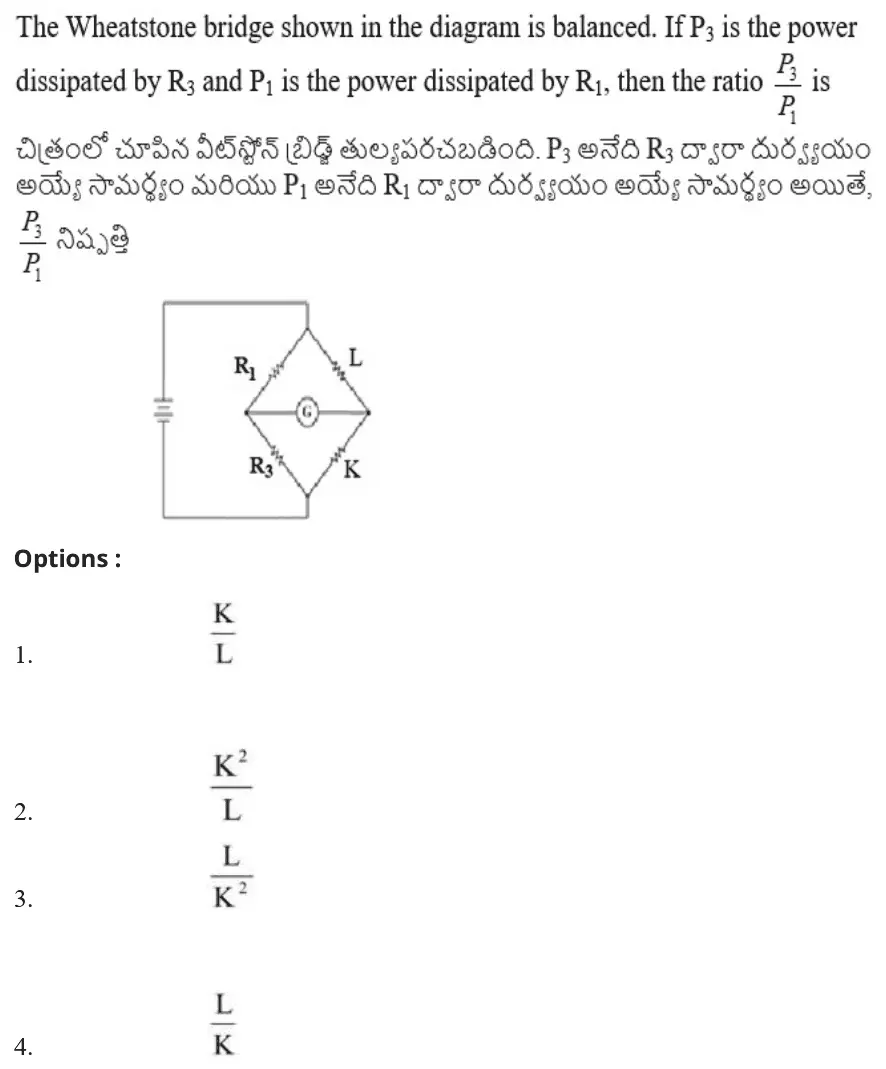 The Wheatstone bridge shown in the diagram is balanced. If P₃ is the power
dissipated by R₃ and P₁ is the power dissipated by R₁, then the ratio P₃/P₁ is
చిత్రంలో చూపిన వీట్‌స్టోన్ బ్రిడ్జ్ తుల్యపరచబడింది. P₃ అనేది R₃ ద్వారా దుర్వ్యయం
అయ్యే సామర్థ్యం మరియు P₁ అనేది R₁ ద్వారా దుర్వ్యయం అయ్యే సామర్థ్యం అయితే,
P₃/P₁ నిష్పత్తి
R₁
L
G
R₃
K
Options :
1. K/L
2. K²/L
3. L/K²
4. L/K